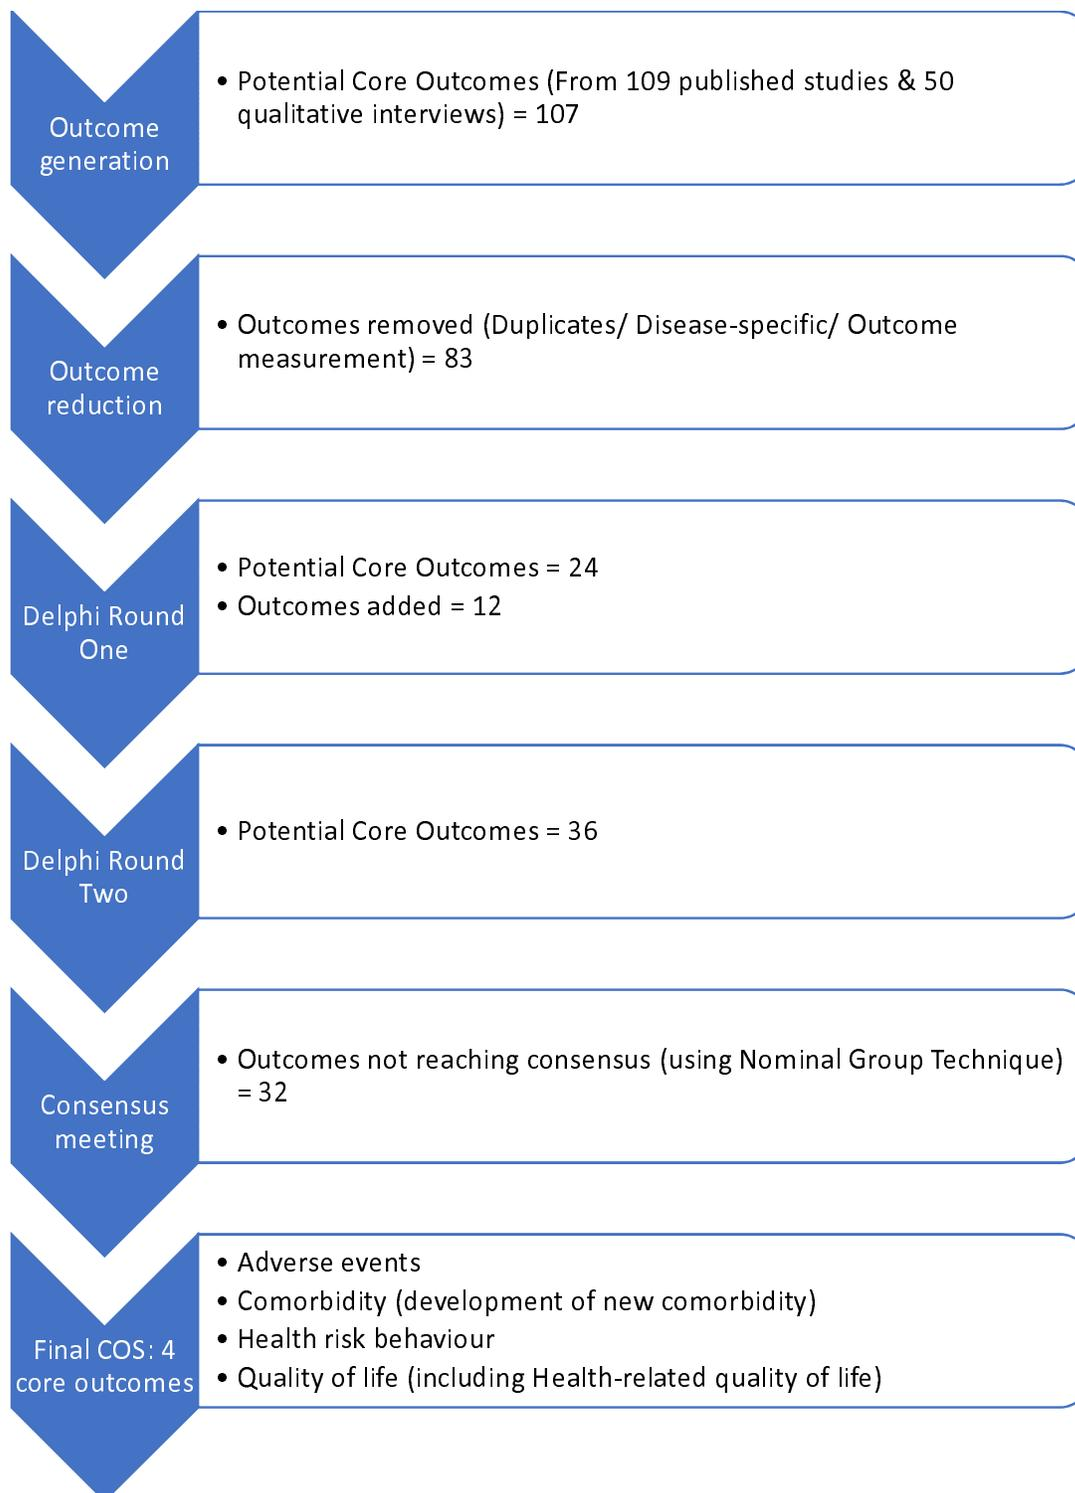 Outcome
generation
• Potential Core Outcomes (From 109 published studies & 50
qualitative interviews) = 107
Outcome
reduction
• Outcomes removed (Duplicates/ Disease-specific/ Outcome
measurement) = 83
Delphi Round
One
• Potential Core Outcomes = 24
• Outcomes added = 12
Delphi Round
Two
• Potential Core Outcomes = 36
Consensus
meeting
• Outcomes not reaching consensus (using Nominal Group Technique)
= 32
Final COS: 4
core outcomes
• Adverse events
• Comorbidity (development of new comorbidity)
• Health risk behaviour
• Quality of life (including Health-related quality of life)